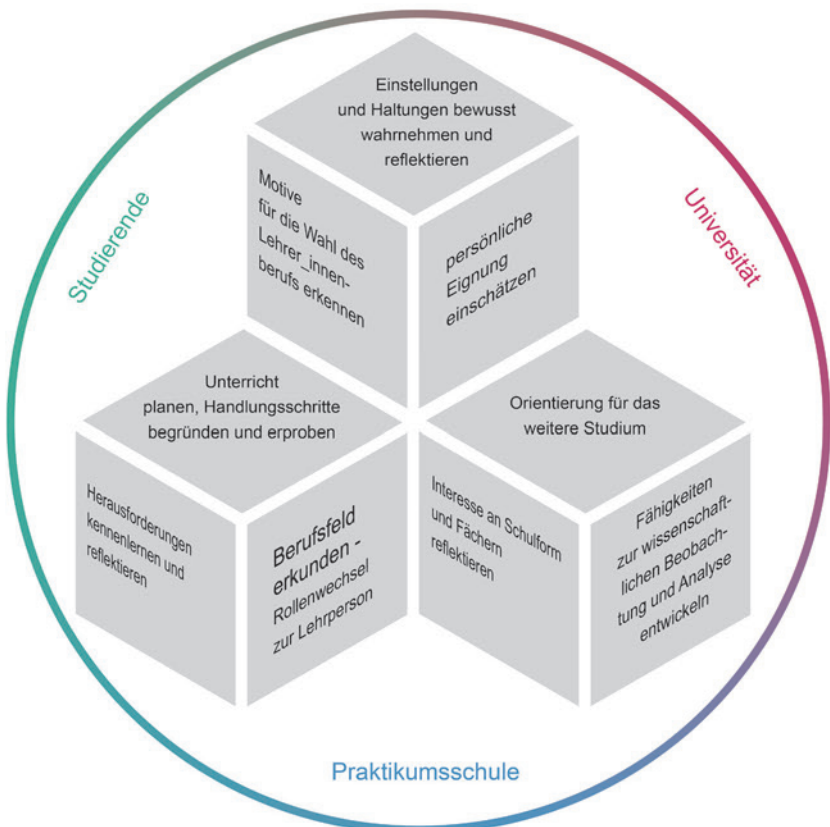 Einstellungen
und Haltungen bewusst
wahrnehmen und
reflektieren
Motive
für die Wahl des
Lehrer_innen-
berufs erkennen
persönliche
Eignung
einschätzen
Studierende
Universität
Unterricht
planen, Handlungsschritte
begründen und erproben
Orientierung für das
weitere Studium
Herausforderungen
kennenlernen und
reflektieren
Berufsfeld
erkunden -
Rollenwechsel
zur Lehrperson
Interesse an Schulform
und Fächern
reflektieren
Fähigkeiten
zur wissenschaft-
lichen Beobach-
tung und Analyse
entwickeln
Praktikumsschule